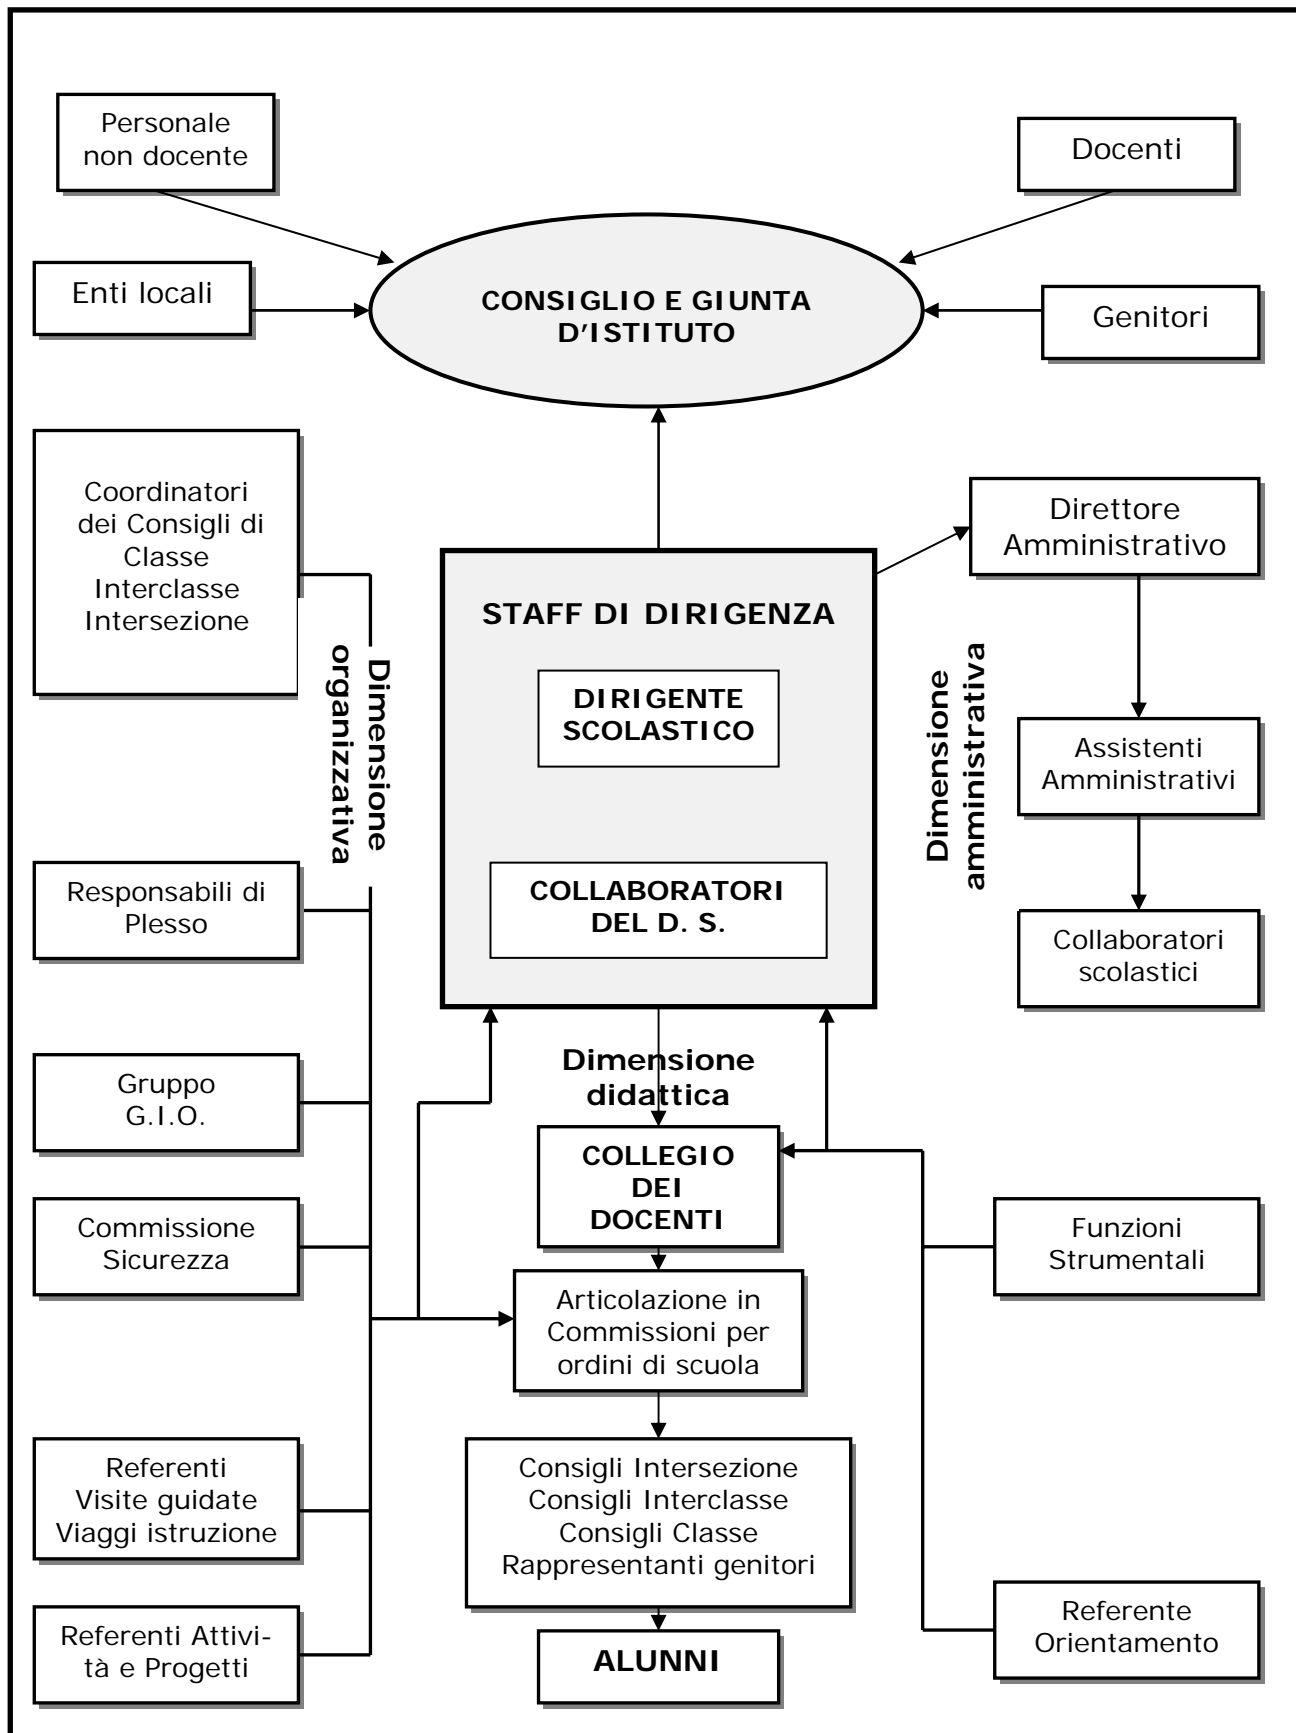 Personale
non docente
Docenti
Enti locali
CONSIGLIO E GIUNTA
D'ISTITUTO
Genitori
Coordinatori
dei Consigli di
Classe
Interclasse
Intersezione
Dimensione
organizzativa
STAFF DI DIRIGENZA
DIRIGENTE
SCOLASTICO
COLLABORATORI
DEL D. S.
Direttore
Amministrativo
Dimensione
amministrativa
Assistenti
Amministrativi
Collaboratori
scolastici
Responsabili di
Plesso
Gruppo
G.I.O.
Dimensione
didattica
COLLEGIO
DEI
DOCENTI
Commissione
Sicurezza
Articolazione in
Commissioni per
ordini di scuola
Funzioni
Strumentali
Referenti
Visite guidate
Viaggi istruzione
Consigli Intersezione
Consigli Interclasse
Consigli Classe
Rappresentanti genitori
Referenti Attivi-
tà e Progetti
ALUNNI
Referente
Orientamento